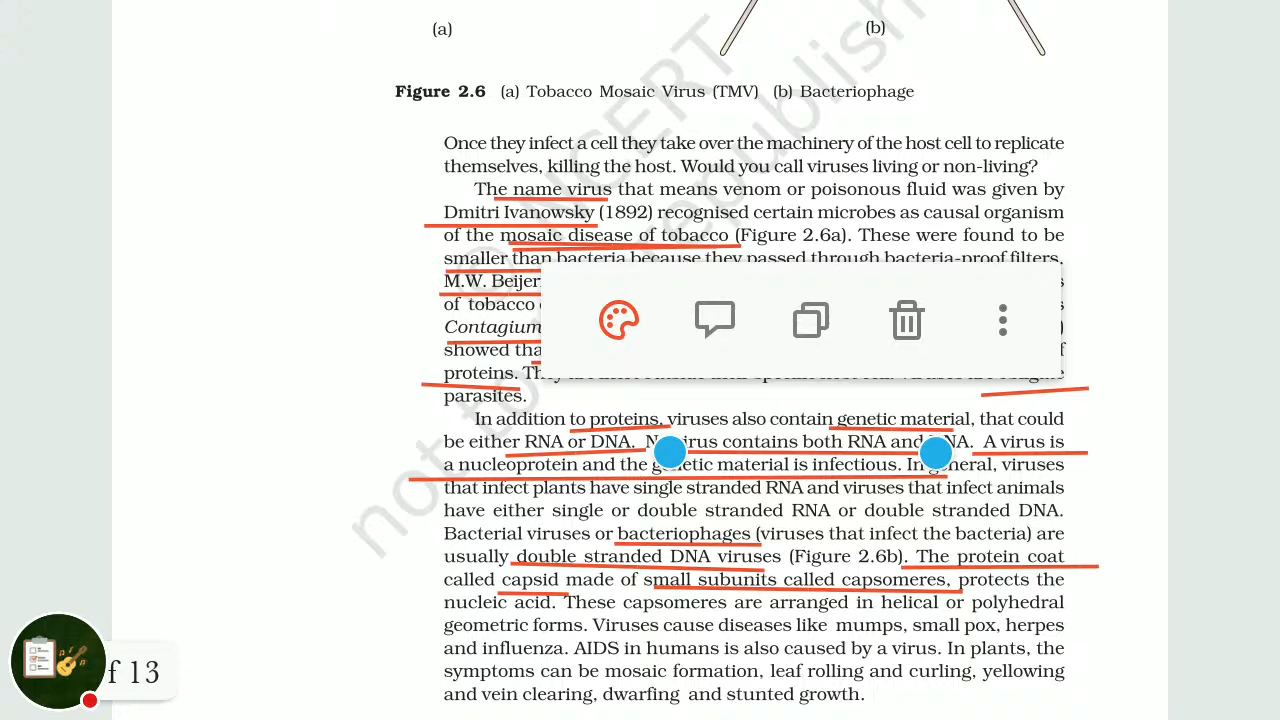 (a)
(b)
Figure 2.6 (a) Tobacco Mosaic Virus (TMV) (b) Bacteriophage
Once they infect a cell they take over the machinery of the host cell to replicate
themselves, killing the host. Would you call viruses living or non-living?
The name virus that means venom or poisonous fluid was given by
Dmitri Ivanowsky (1892) recognised certain microbes as causal organism
of the mosaic disease of tobacco (Figure 2.6a). These were found to be
smaller than bacteria because they passed through bacteria-proof filters.
M.W. Beijer
of tobacco
Contagium
showed tha
proteins.
parasites.
In addition to proteins, viruses also contain genetic material, that could
be either RNA or DNA. No virus contains both RNA and DNA. A virus is
a nucleoprotein and the genetic material is infectious. In general, viruses
that infect plants have single stranded RNA and viruses that infect animals
have either single or double stranded RNA or double stranded DNA.
Bacterial viruses or bacteriophages (viruses that infect the bacteria) are
usually double stranded DNA viruses (Figure 2.6b). The protein coat
called capsid made of small subunits called capsomeres, protects the
nucleic acid. These capsomeres are arranged in helical or polyhedral
geometric forms. Viruses cause diseases like mumps, small pox, herpes
and influenza. AIDS in humans is also caused by a virus. In plants, the
symptoms can be mosaic formation, leaf rolling and curling, yellowing
and vein clearing, dwarfing and stunted growth.
© NCERT
not to be republish
f 13